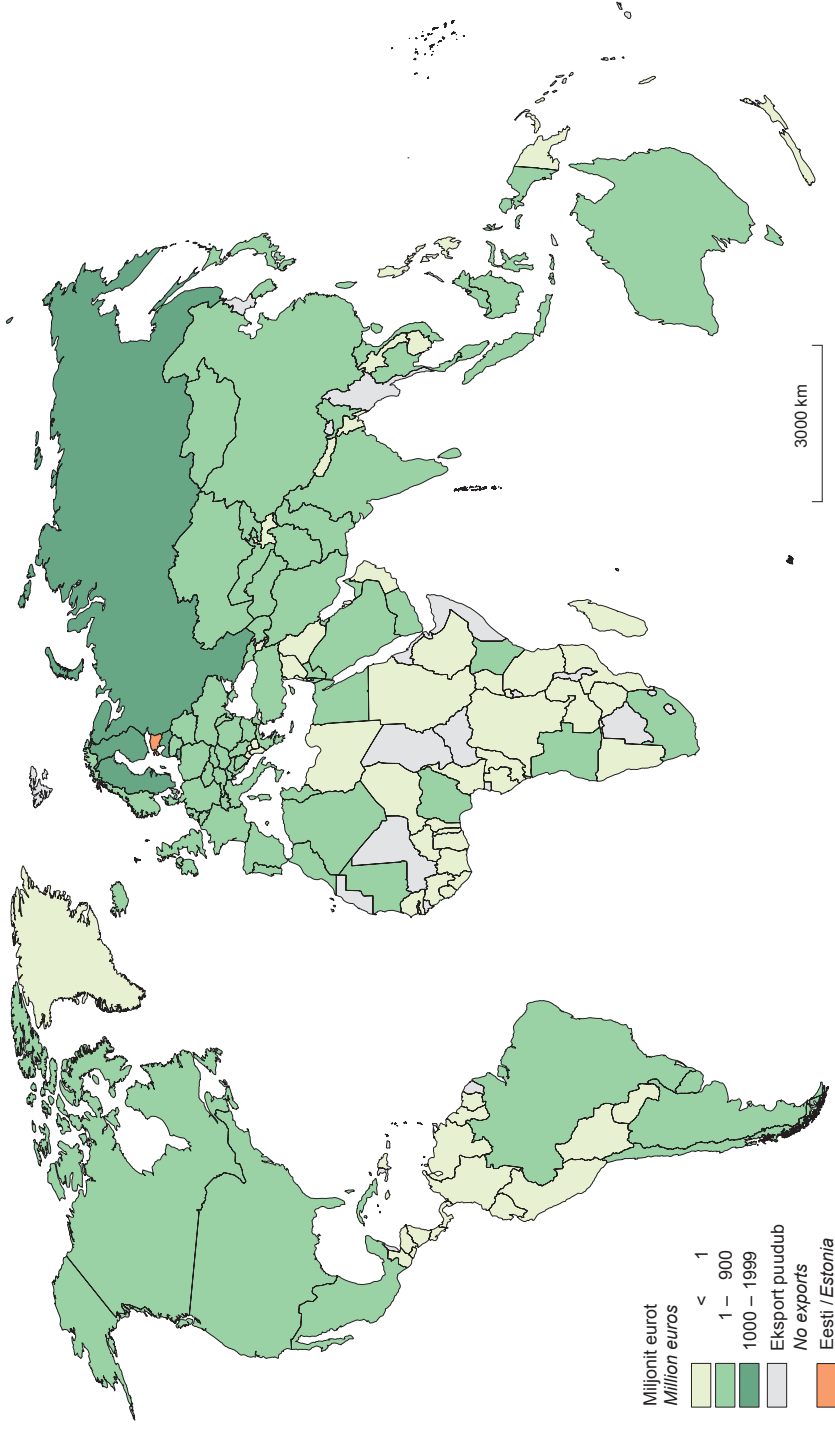 Miljonit eurot
Million euros
< 1
1 – 900
1000 – 1999
Eksport puudub
No exports
Eesti / Estonia
3000 km